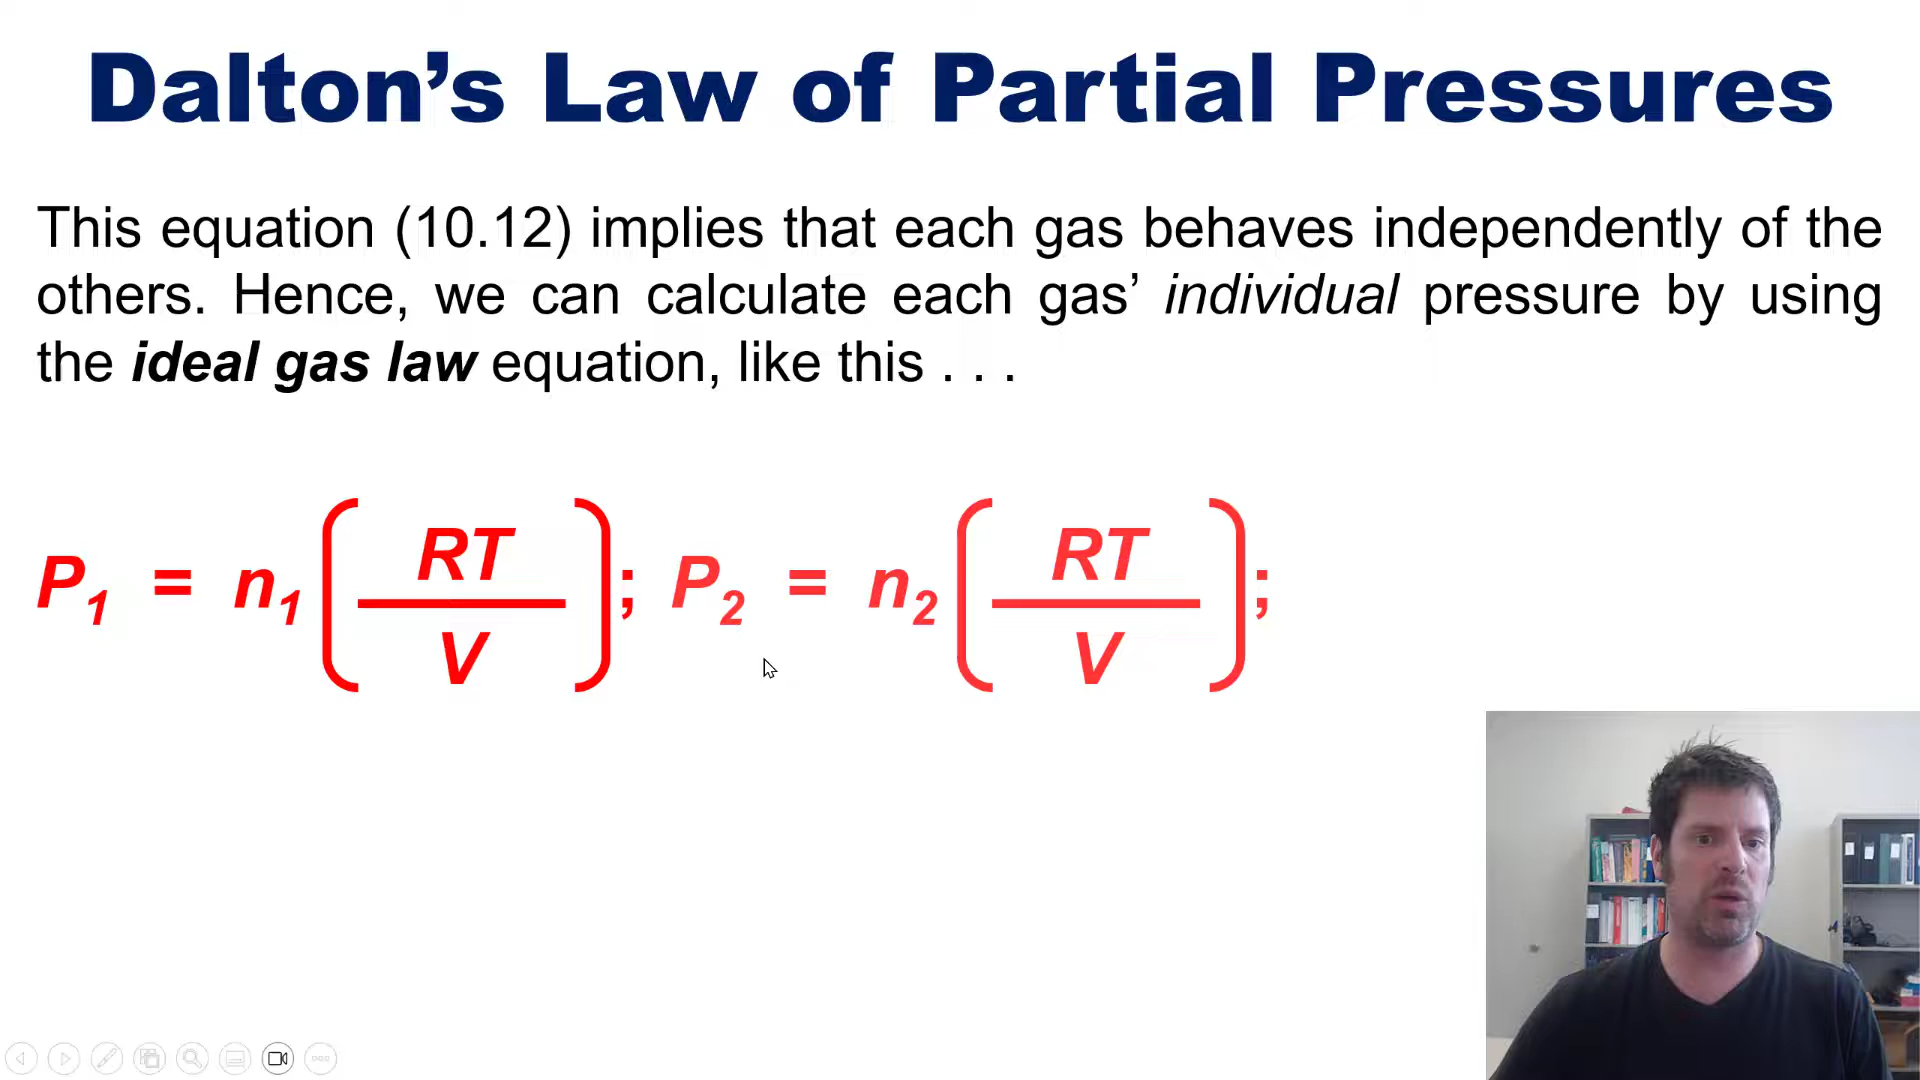 Dalton’s Law of Partial Pressures
This equation (10.12) implies that each gas behaves independently of the
others. Hence, we can calculate each gas’ individual pressure by using
the ideal gas law equation, like this . . .
P₁ = n₁ ( RT / V ) ; P₂ = n₂ ( RT / V ) ;